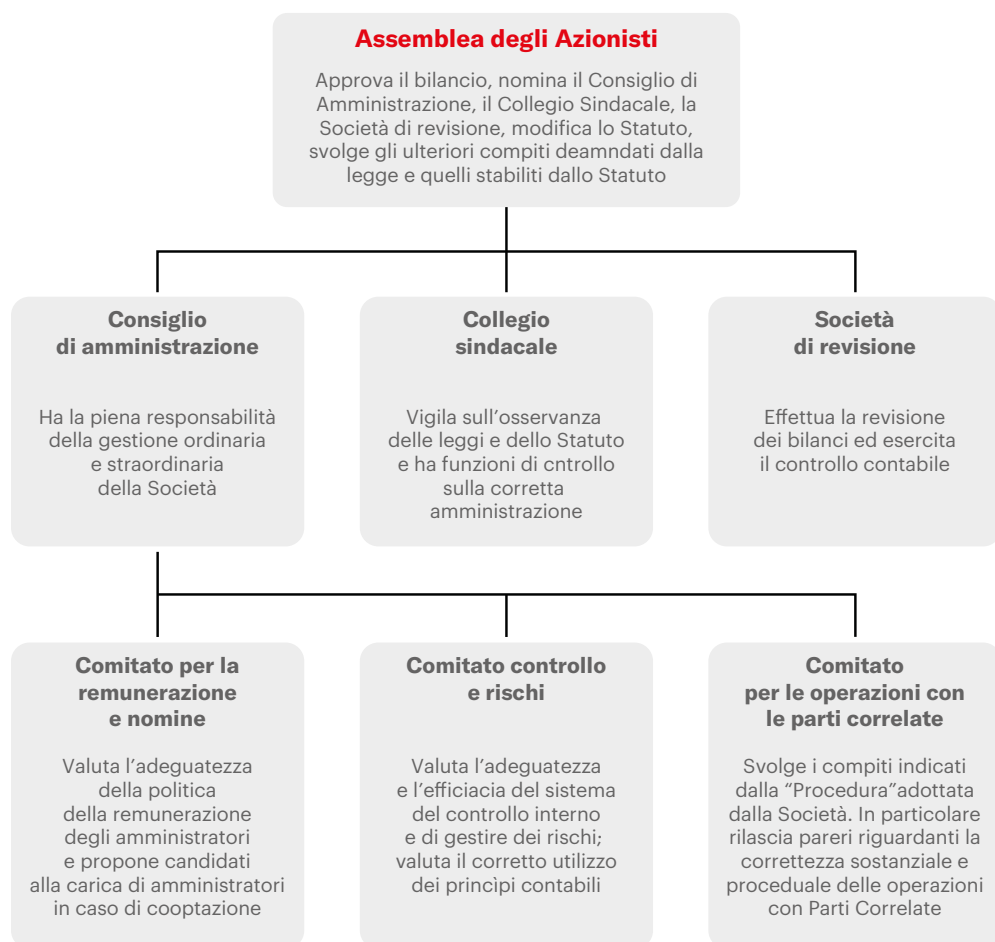 Assemblea degli Azionisti
Approva il bilancio, nomina il Consiglio di
Amministrazione, il Collegio Sindacale, la
Società di revisione, modifica lo Statuto,
svolge gli ulteriori compiti deamndati dalla
legge e quelli stabiliti dallo Statuto
Consiglio
di amministrazione
Ha la piena responsabilità
della gestione ordinaria
e straordinaria
della Società
Collegio
sindacale
Vigila sull’osservanza
delle leggi e dello Statuto
e ha funzioni di cntrollo
sulla corretta
amministrazione
Società
di revisione
Effettua la revisione
dei bilanci ed esercita
il controllo contabile
Comitato per la
remunerazione
e nomine
Valuta l’adeguatezza
della politica
della remunerazione
degli amministratori
e propone candidati
alla carica di amministratori
in caso di cooptazione
Comitato controllo
e rischi
Valuta l’adeguatezza
e l’efficiacia del sistema
del controllo interno
e di gestire dei rischi;
valuta il corretto utilizzo
dei princìpi contabili
Comitato
per le operazioni con
le parti correlate
Svolge i compiti indicati
dalla “Procedura”adottata
dalla Società. In particolare
rilascia pareri riguardanti la
correttezza sostanziale e
proceduale delle operazioni
con Parti Correlate